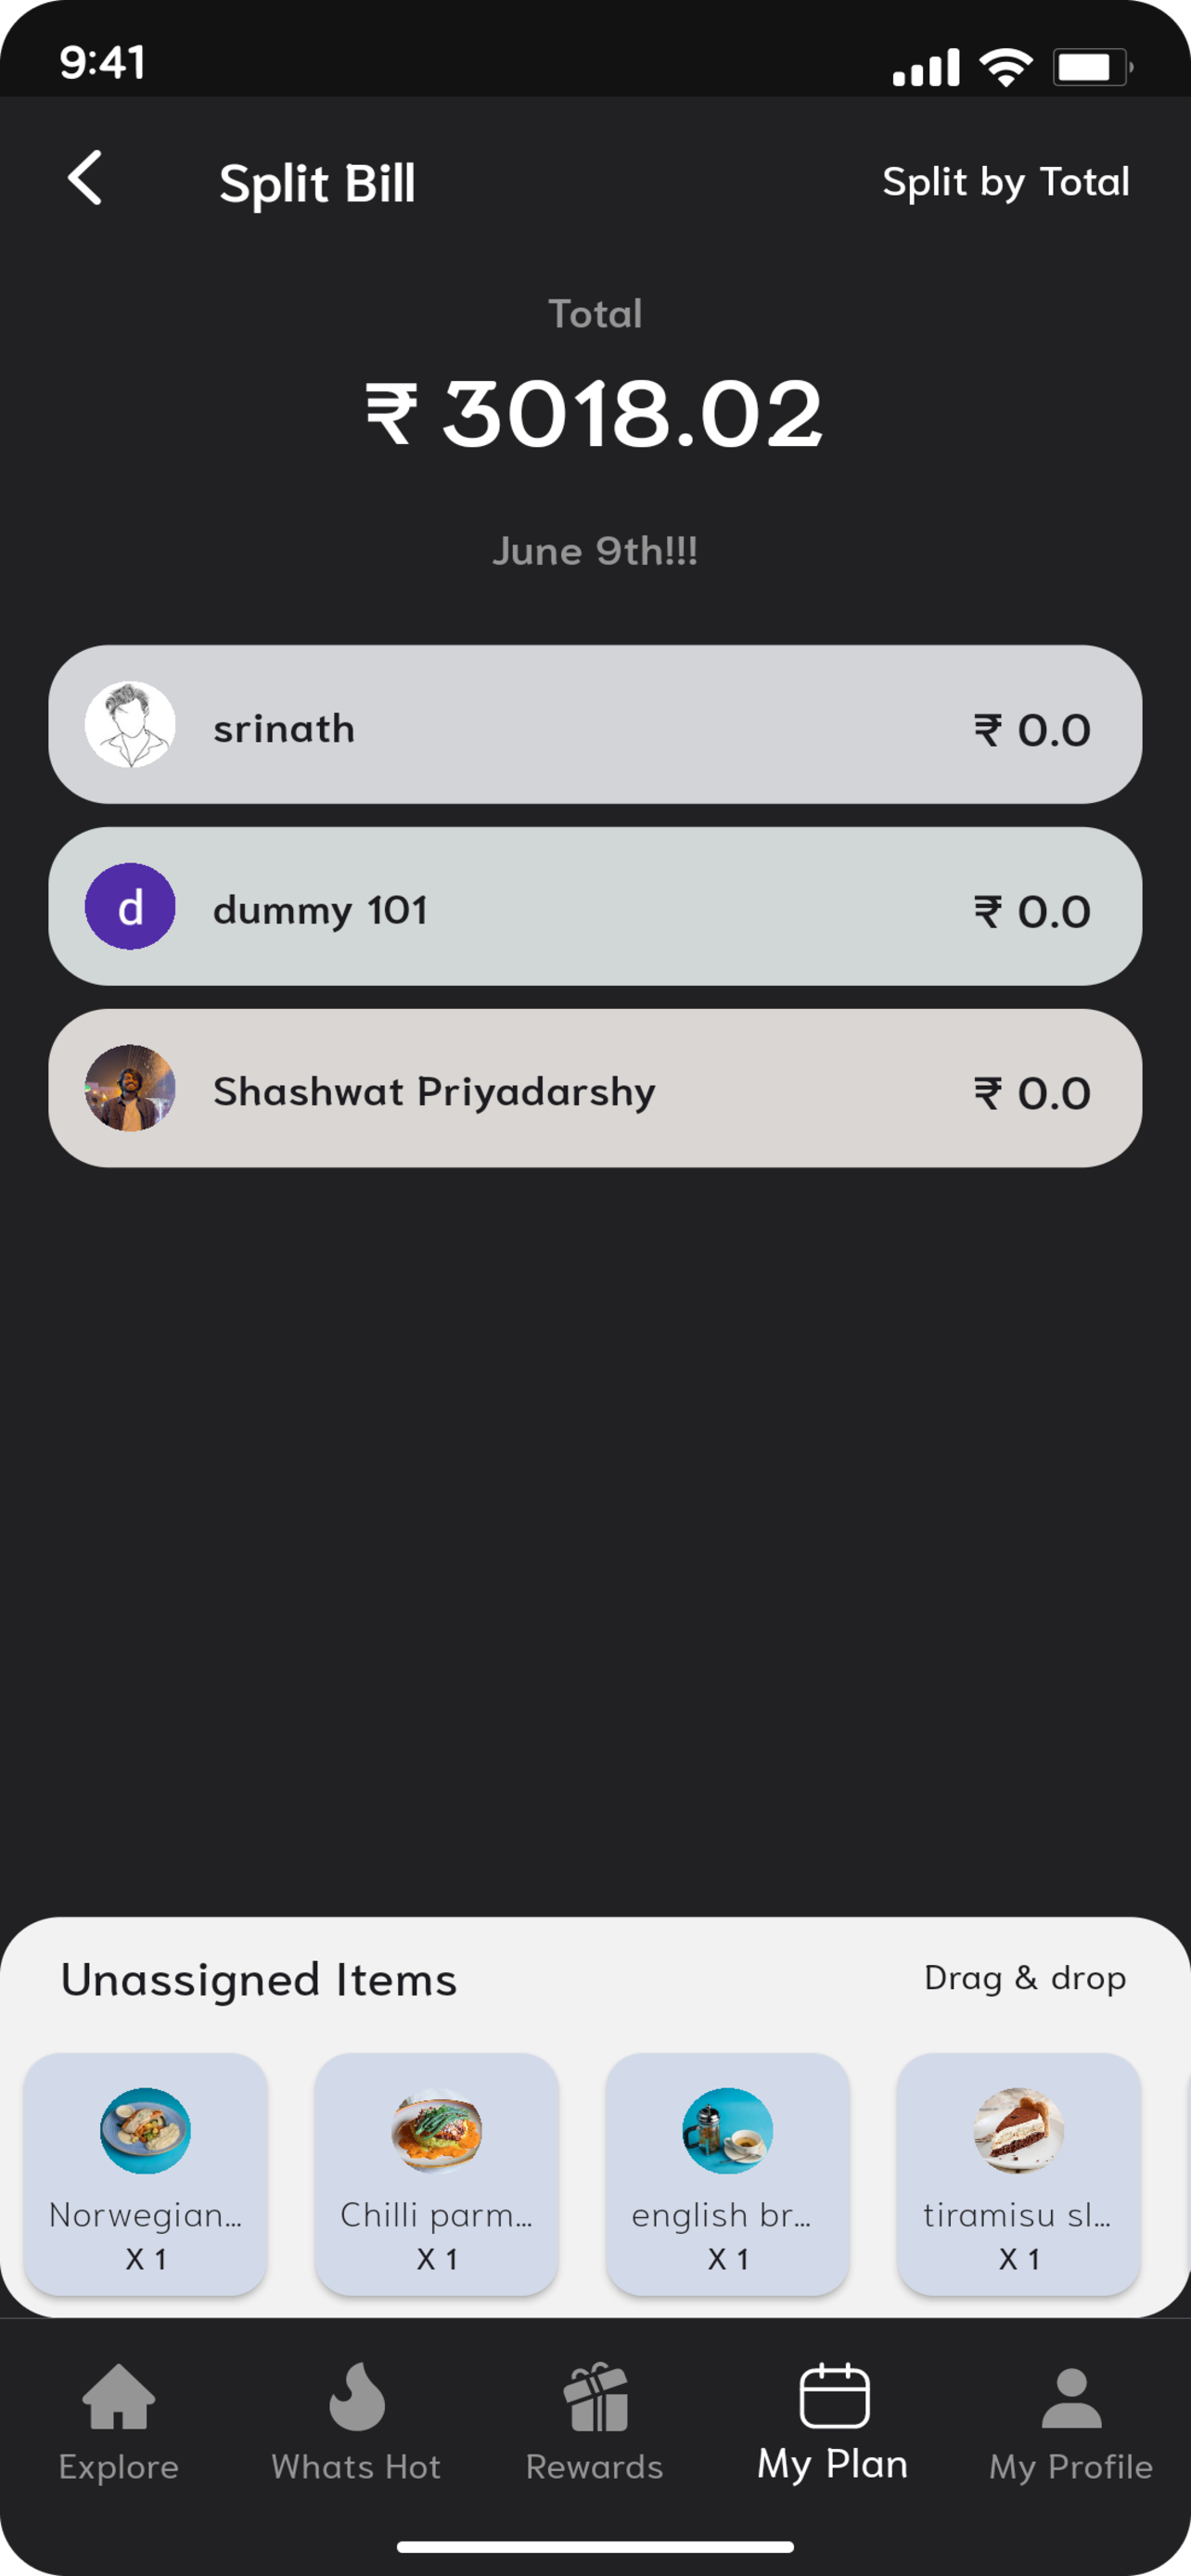 9:41
Split Bill
Split by Total
Total
₹ 3018.02
June 9th!!!
srinath
₹ 0.0
d
dummy 101
₹ 0.0
Shashwat Priyadarshy
₹ 0.0
Unassigned Items
Drag & drop
Norwegian...
X 1
Chilli parm...
X 1
english br...
X 1
tiramisu sl...
X 1
Explore
Whats Hot
Rewards
My Plan
My Profile